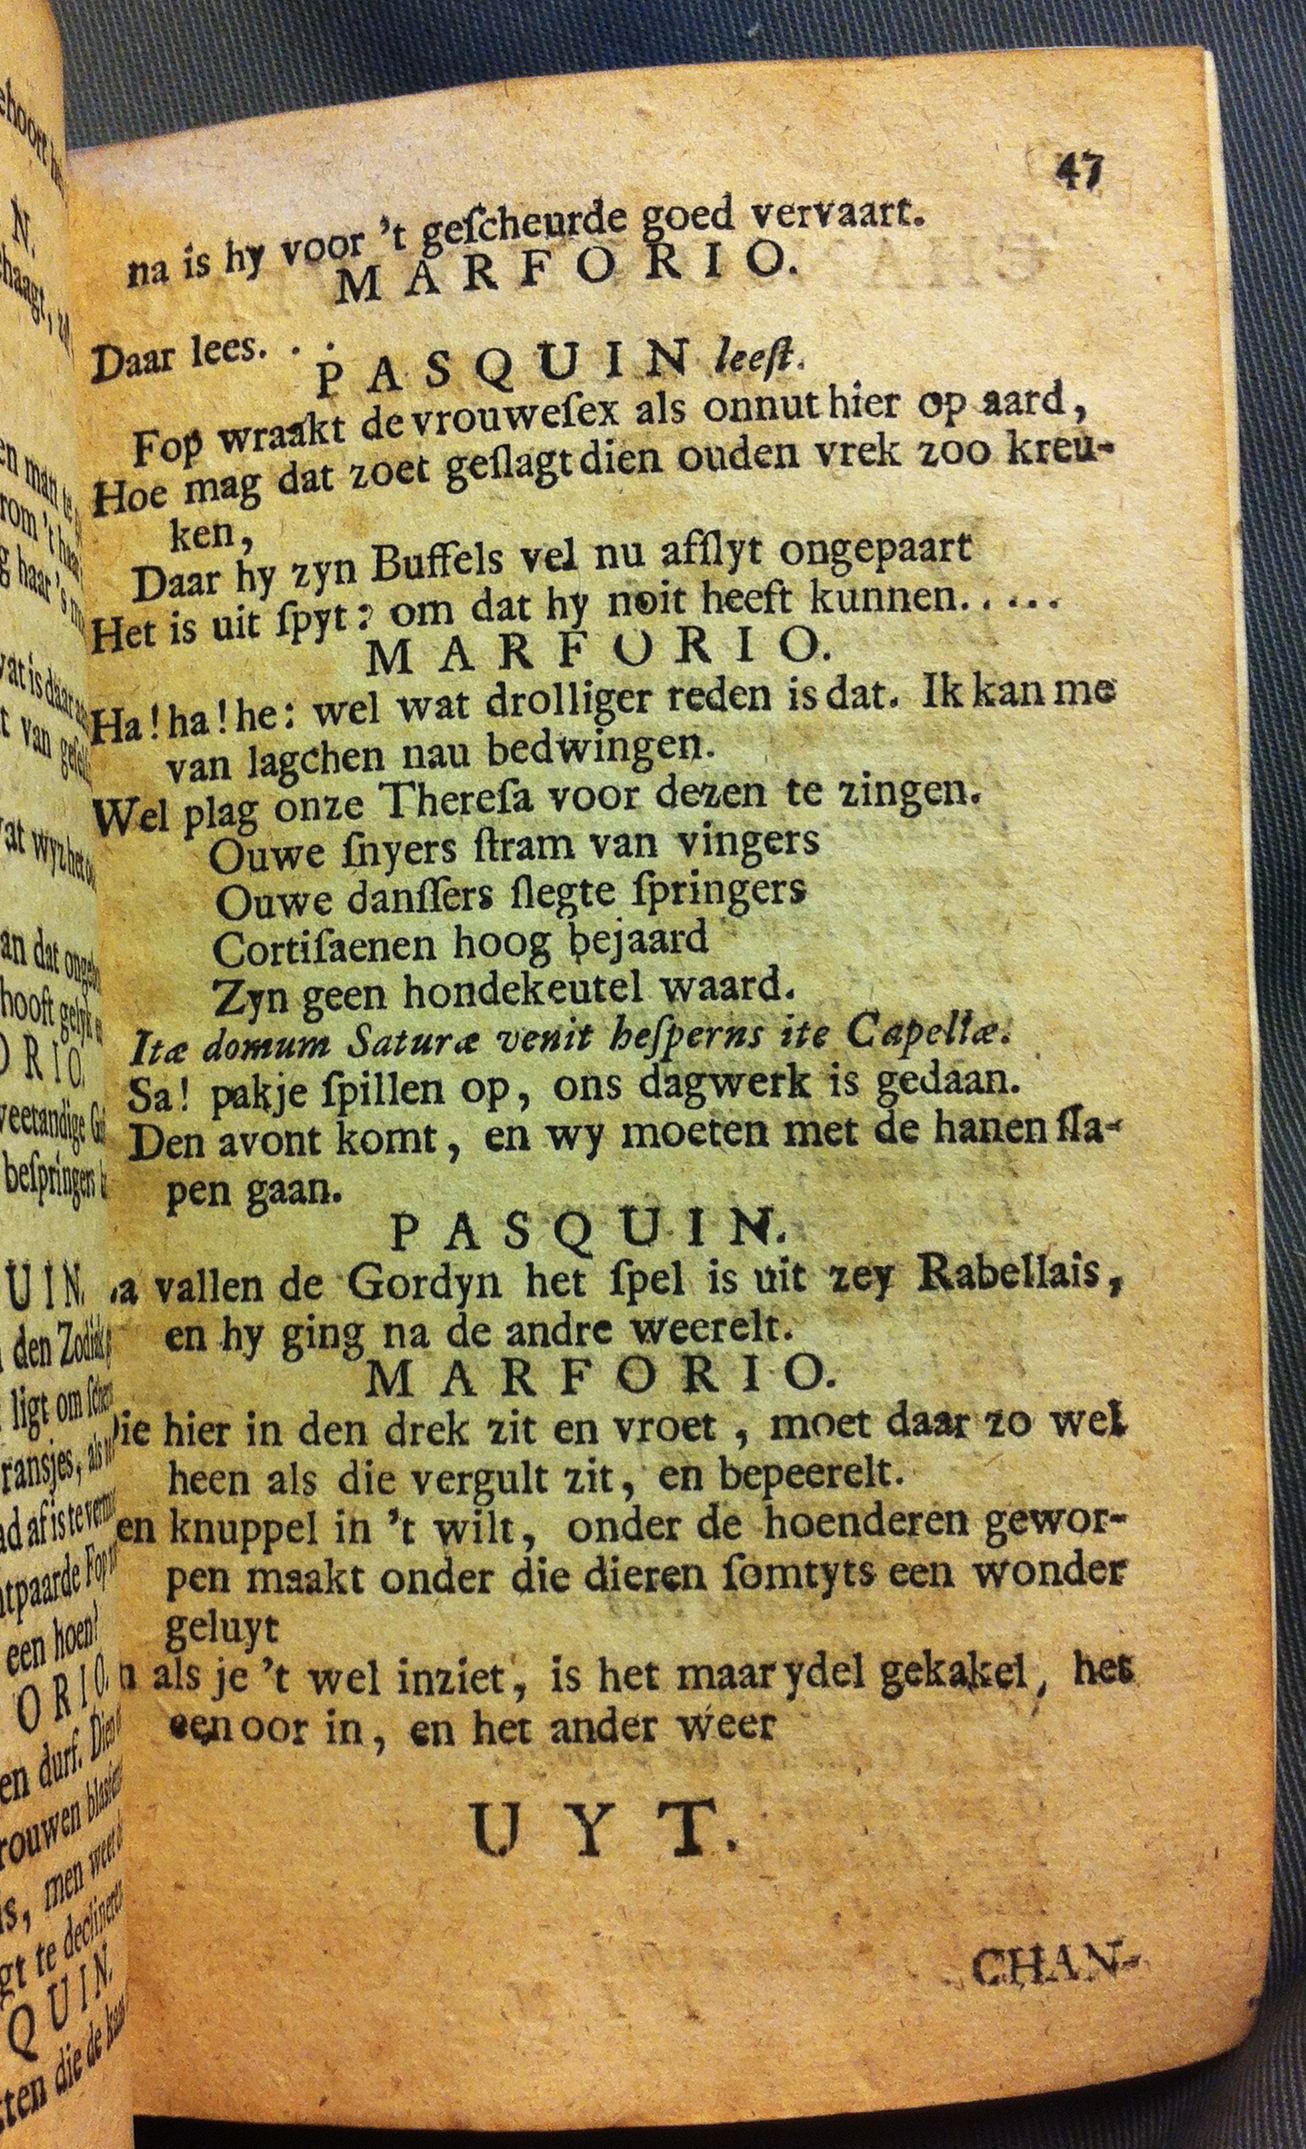 47
na is hy voor 't geſcheurde goed vervaart.
MARFORIO.
Daar lees. . .
PASQUIN leeſt.
Fop wraakt de vrouweſex als onnut hier op aard,
Hoe mag dat zoet geſlagt dien ouden vrek zoo kreu-
ken,
Daar hy zyn Buffels vel nu afſlyt ongepaart
Het is uit ſpyt: om dat hy noit heeft kunnen. . . . .
MARFORIO.
Ha! ha! he: wel wat drolliger reden is dat. Ik kan me
van lagchen nau bedwingen.
Wel plag onze Thereſa voor dezen te zingen.
Ouwe ſnyers ſtram van vingers
Ouwe danſſers ſlegte ſpringers
Cortiſaenen hoog bejaard
Zyn geen hondekeutel waard.
Itæ domum Saturæ venit heſperns ite Capellæ.
Sa! pakje ſpillen op, ons dagwerk is gedaan.
Den avont komt, en wy moeten met de hanen ſla-
pen gaan.
PASQUIN.
a vallen de Gordyn het ſpel is uit zey Rabellais,
en hy ging na de andre weerelt.
MARFORIO.
ie hier in den drek zit en vroet, moet daar zo wel
heen als die vergult zit, en bepeerelt.
en knuppel in 't wilt, onder de hoenderen gewor-
pen maakt onder die dieren ſomtyts een wonder
geluyt
n als je 't wel inziet, is het maar ydel gekakel, het
een oor in, en het ander weer
UYT.
CHAN-